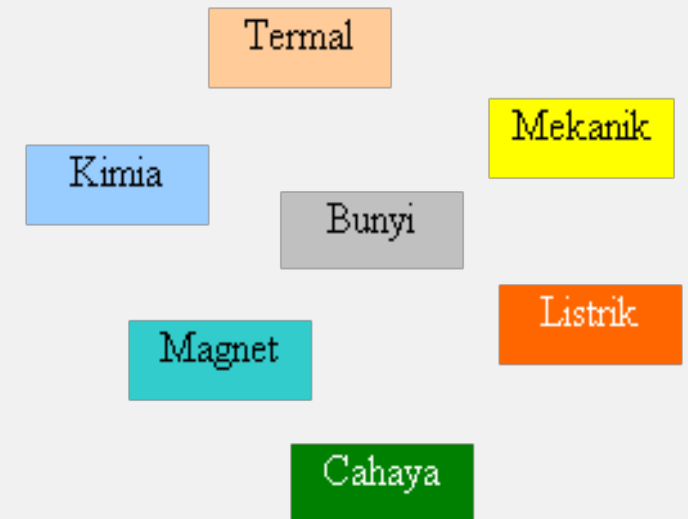 Termal
Mekanik
Kimia
Bunyi
Listrik
Magnet
Cahaya